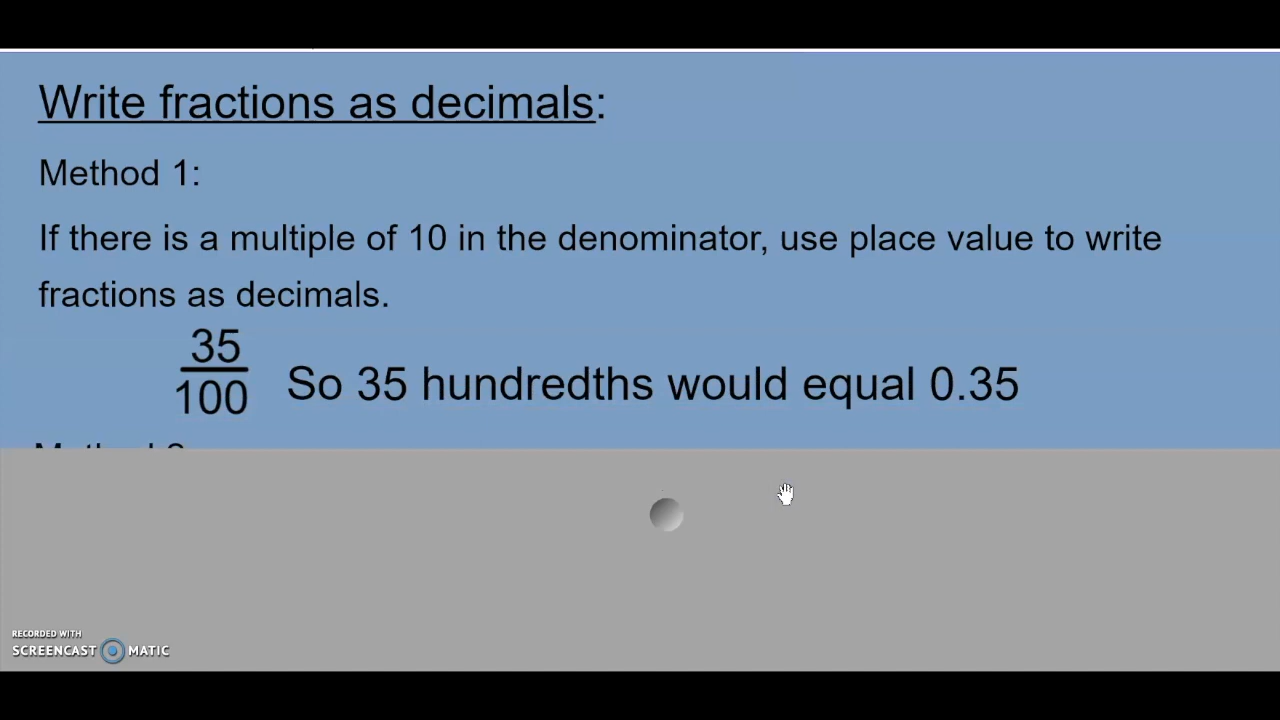 Write fractions as decimals:
Method 1:
If there is a multiple of 10 in the denominator, use place value to write
fractions as decimals.
35
100
So 35 hundredths would equal 0.35
RECORDED WITH
SCREENCAST MATIC